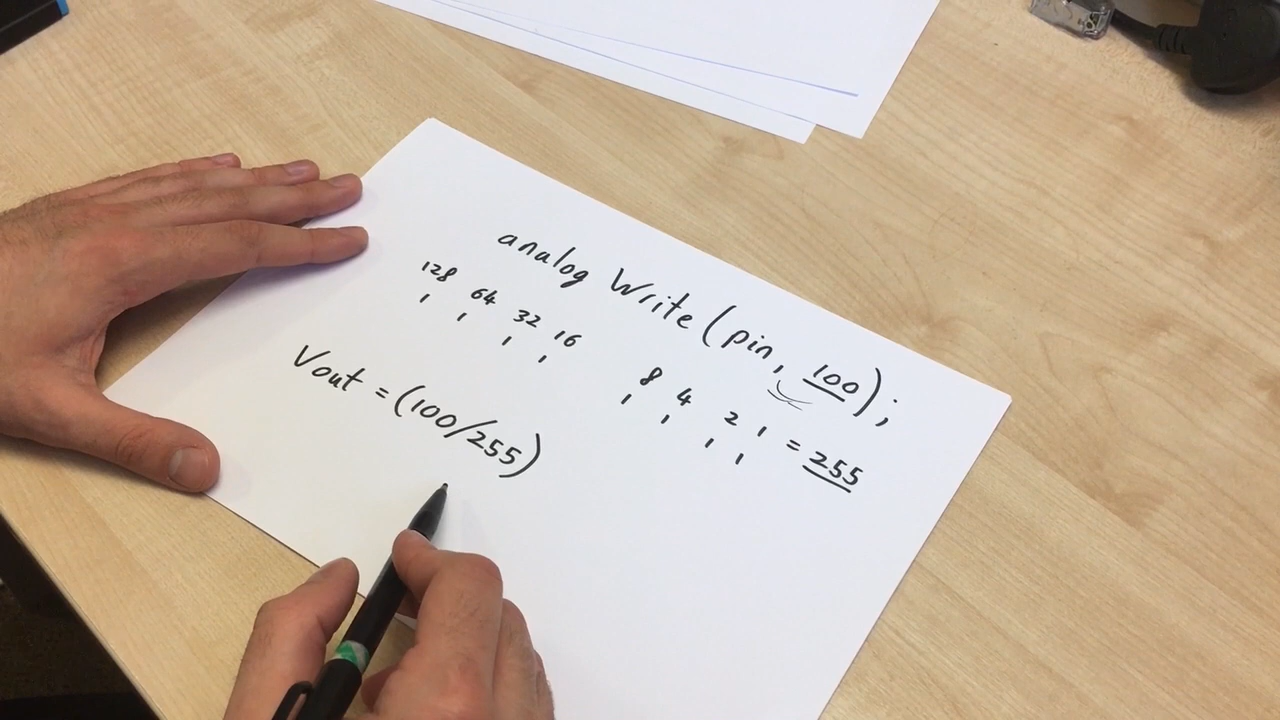 analog Write (pin, 100);
128 64 32 16 8 4 2 1 = 255
1 1 1 1 1 1 1 1
Vout = (100/255)